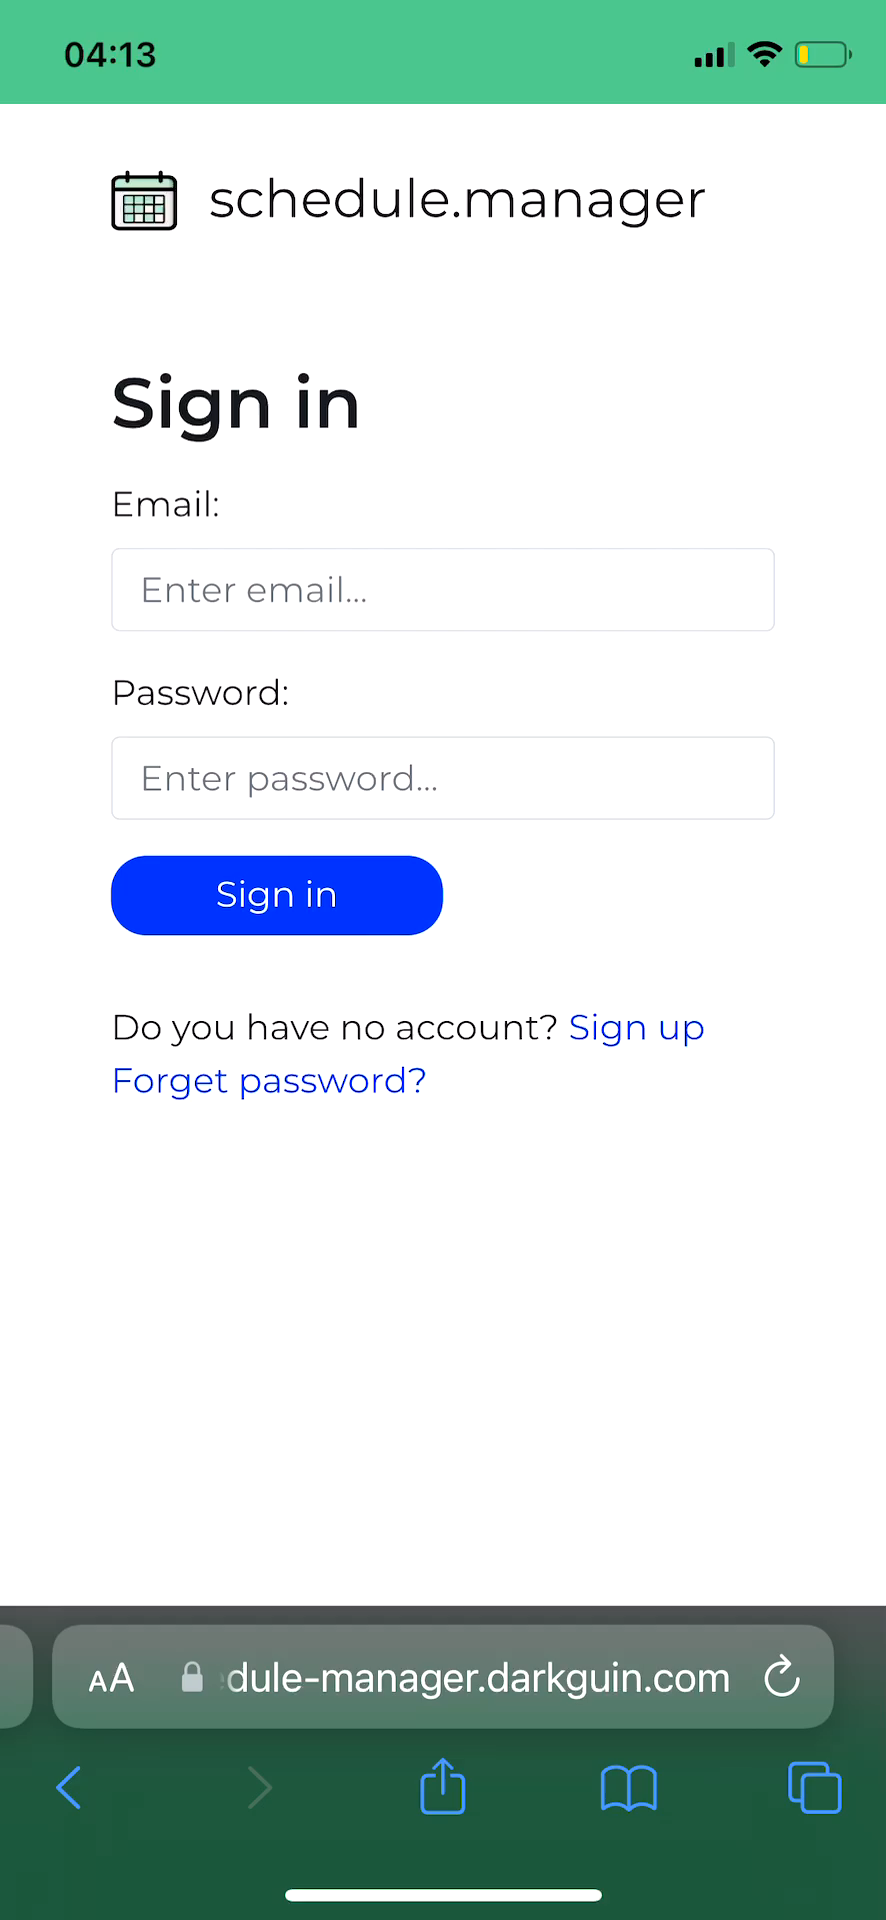 04:13
schedule.manager
Sign in
Email:
Enter email...
Password:
Enter password...
Sign in
Do you have no account? Sign up
Forget password?
AA dule-manager.darkguin.com